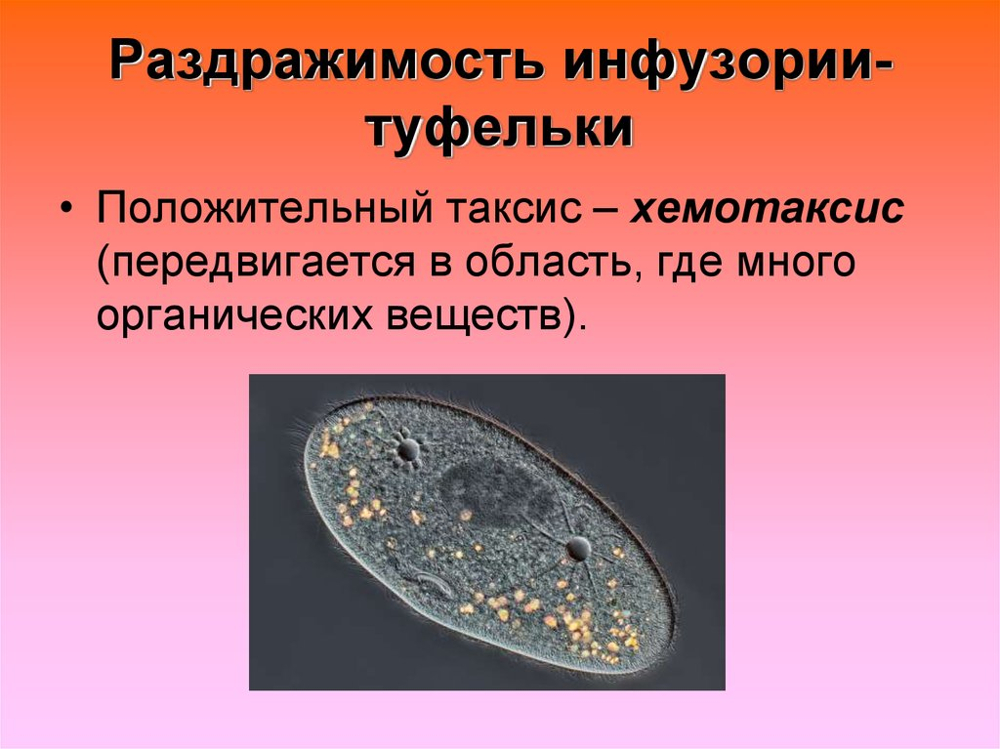 Раздражимость инфузории-
туфельки
• Положительный таксис – хемотаксис
(передвигается в область, где много
органических веществ).